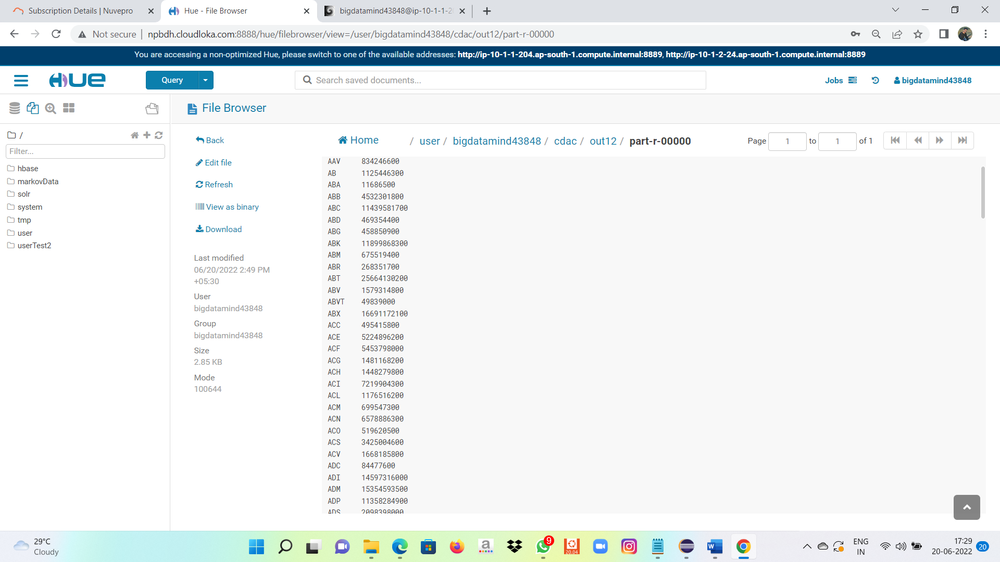 Subscription Details | Nuvepro
Hue - File Browser
bigdatamind43848@ip-10-1-1-20
Not secure | npbdh.cloudloka.com:8888/hue/filebrowser/view=/user/bigdatamind43848/cdac/out12/part-r-00000
You are accessing a non-optimized Hue, please switch to one of the available addresses: http://ip-10-1-1-204.ap-south-1.compute.internal:8889, http://ip-10-1-2-24.ap-south-1.compute.internal:8889
HUE
Query
Search saved documents...
Jobs
bigdatamind43848
File Browser
/
Filter...
hbase
markovData
solr
system
tmp
user
userTest2
Back
Edit file
Refresh
View as binary
Download
Last modified
06/20/2022 2:49 PM
+05:30
User
bigdatamind43848
Group
bigdatamind43848
Size
2.85 KB
Mode
100644
Home / user / bigdatamind43848 / cdac / out12 / part-r-00000
Page 1 to 1 of 1
AAV 834246600
AB 1125446300
ABA 11686500
ABB 4532301800
ABC 11439581700
ABD 469354400
ABG 458850900
ABK 11899868300
ABM 675519400
ABR 268351700
ABT 25664130200
ABV 1579314800
ABVT 49839000
ABX 16691172100
ACC 495415800
ACE 5224896200
ACF 5453798000
ACG 1481168200
ACH 1448279800
ACI 7219904300
ACL 1176516200
ACM 699547300
ACN 6578886300
ACO 519620500
ACS 3425004600
ACV 1668185800
ADC 84477600
ADI 14597316000
ADM 15354593500
ADP 11358284900
ADS 2098398000
29°C
Cloudy
a
9
20.04
W
ENG
IN
17:29
20-06-2022
20